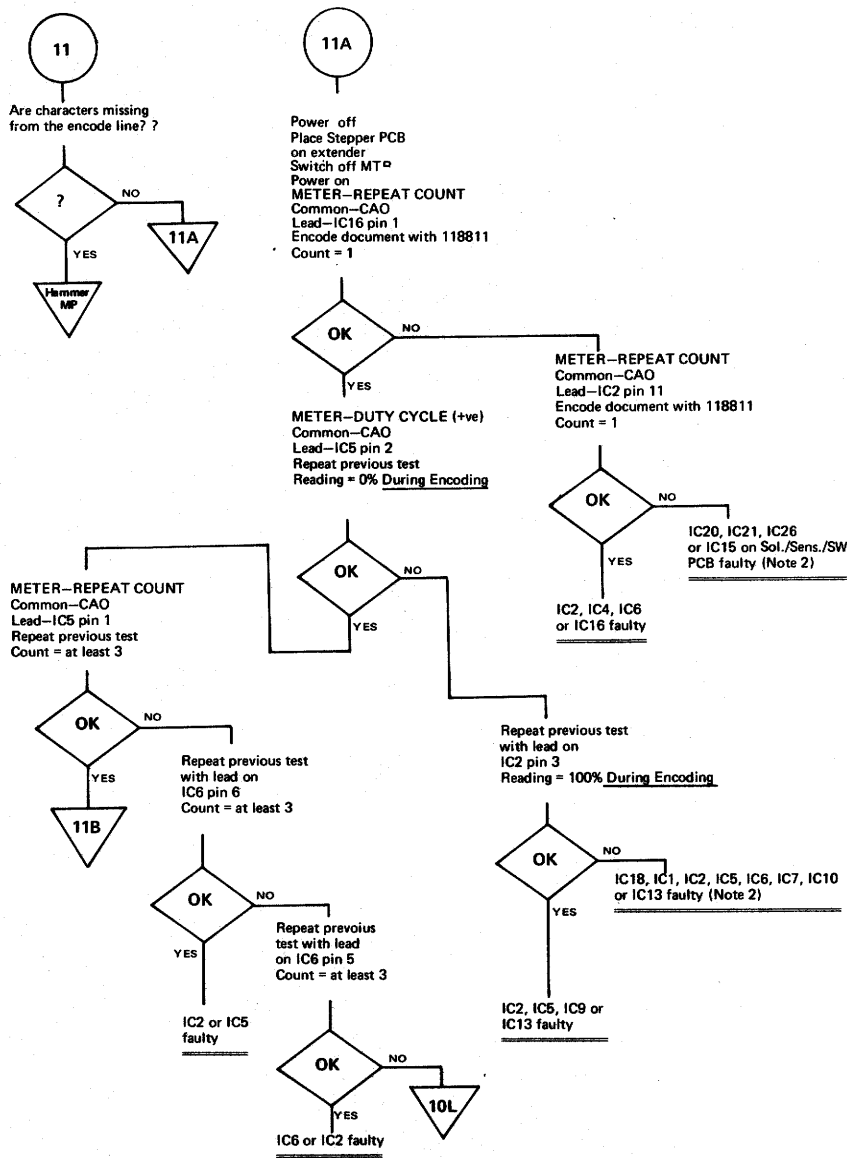 11
Are characters missing
from the encode line? ?
?
NO
11A
YES
Hammer
MP
11A
Power off
Place Stepper PCB
on extender
Switch off MTR
Power on
METER–REPEAT COUNT
Common–CAO
Lead–IC16 pin 1
Encode document with 118811
Count = 1
OK
NO
YES
METER–REPEAT COUNT
Common–CAO
Lead–IC2 pin 11
Encode document with 118811
Count = 1
OK
NO
IC20, IC21, IC26
or IC15 on Sol./Sens./SW
PCB faulty (Note 2)
YES
IC2, IC4, IC6
or IC16 faulty
METER–DUTY CYCLE (+ve)
Common–CAO
Lead–IC5 pin 2
Repeat previous test
Reading = 0% During Encoding
OK
NO
YES
METER–REPEAT COUNT
Common–CAO
Lead–IC5 pin 1
Repeat previous test
Count = at least 3
OK
NO
YES
11B
Repeat previous test
with lead on
IC6 pin 6
Count = at least 3
OK
NO
YES
IC2 or IC5
faulty
Repeat prevoius
test with lead
on IC6 pin 5
Count = at least 3
OK
NO
10L
YES
IC6 or IC2 faulty
Repeat previous test
with lead on
IC2 pin 3
Reading = 100% During Encoding
OK
NO
IC18, IC1, IC2, IC5, IC6, IC7, IC10
or IC13 faulty (Note 2)
YES
IC2, IC5, IC9 or
IC13 faulty